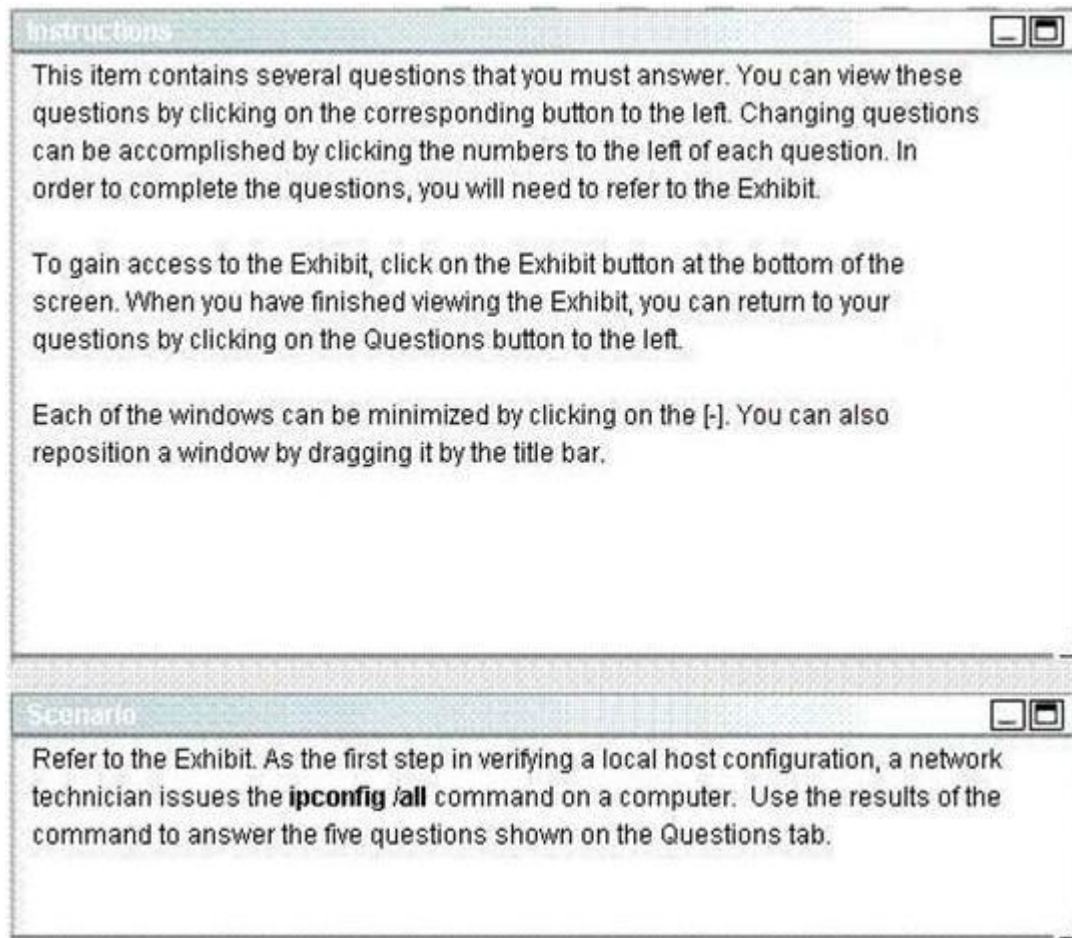 Instructions
This item contains several questions that you must answer. You can view these
questions by clicking on the corresponding button to the left. Changing questions
can be accomplished by clicking the numbers to the left of each question. In
order to complete the questions, you will need to refer to the Exhibit.
To gain access to the Exhibit, click on the Exhibit button at the bottom of the
screen. When you have finished viewing the Exhibit, you can return to your
questions by clicking on the Questions button to the left.
Each of the windows can be minimized by clicking on the [-]. You can also
reposition a window by dragging it by the title bar.
Scenario
Refer to the Exhibit. As the first step in verifying a local host configuration, a network
technician issues the ipconfig /all command on a computer. Use the results of the
command to answer the five questions shown on the Questions tab.